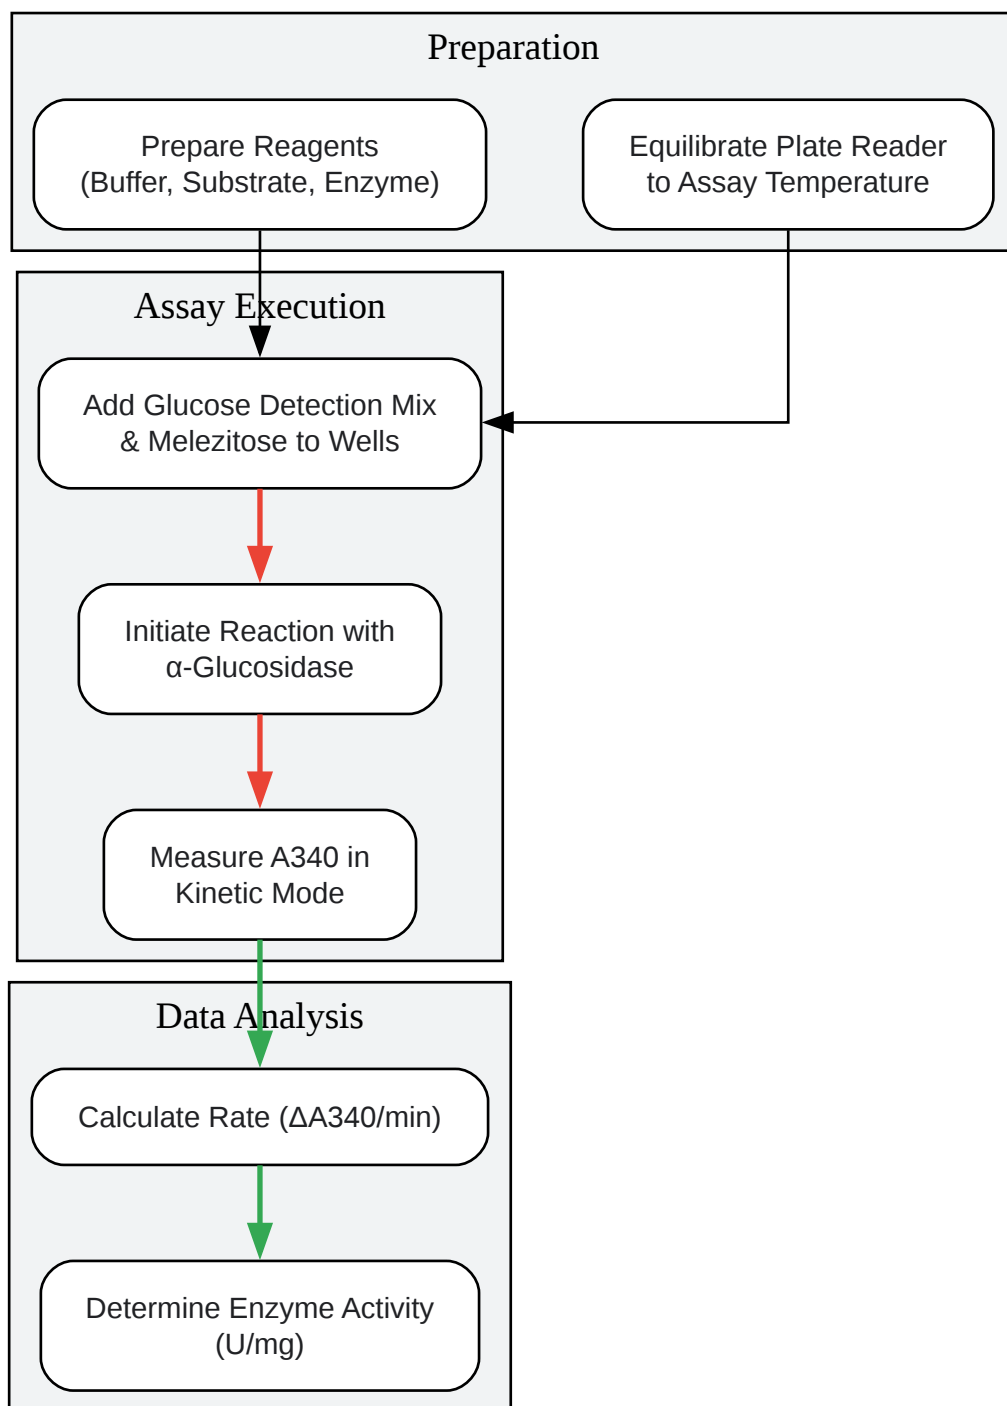 Preparation
Prepare Reagents
(Buffer, Substrate, Enzyme)
Equilibrate Plate Reader
to Assay Temperature
Assay Execution
Add Glucose Detection Mix
& Melezitose to Wells
Initiate Reaction with
α-Glucosidase
Measure A340 in
Kinetic Mode
Data Analysis
Calculate Rate (ΔA340/min)
Determine Enzyme Activity
(U/mg)